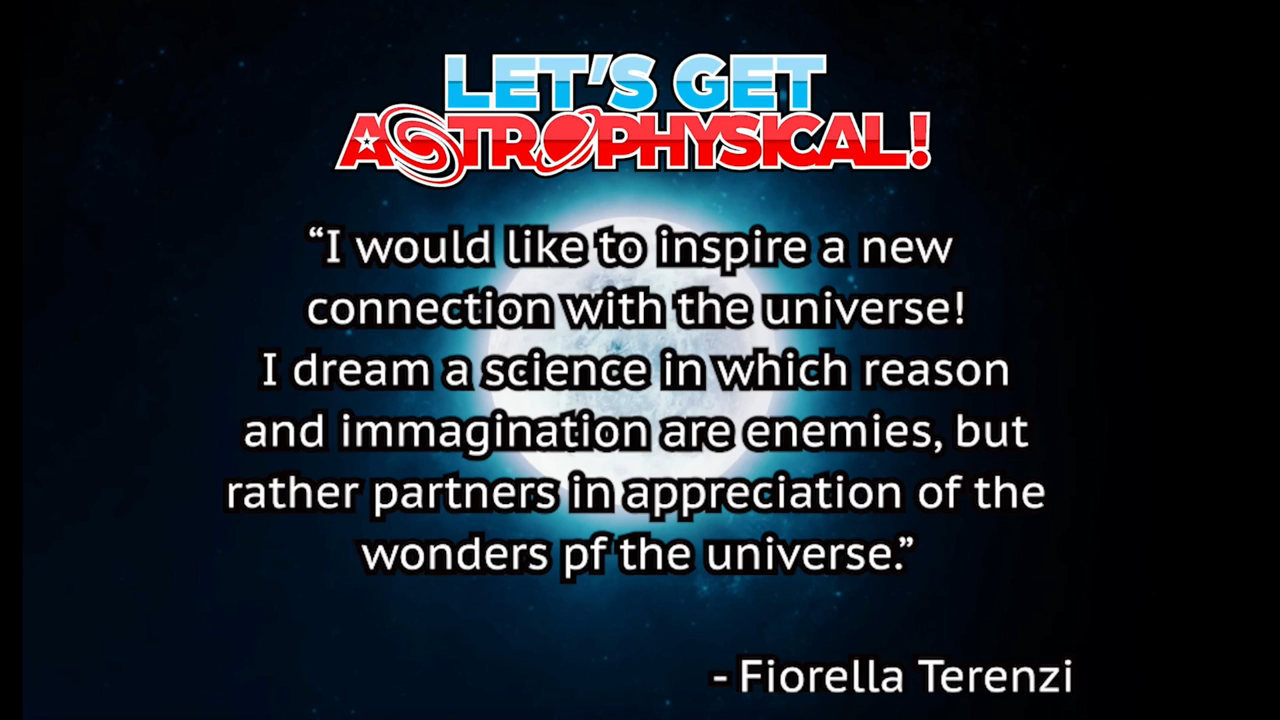 LET'S GET
ASTROPHYSICAL!
“I would like to inspire a new
connection with the universe!
I dream a science in which reason
and immagination are enemies, but
rather partners in appreciation of the
wonders pf the universe.”
- Fiorella Terenzi